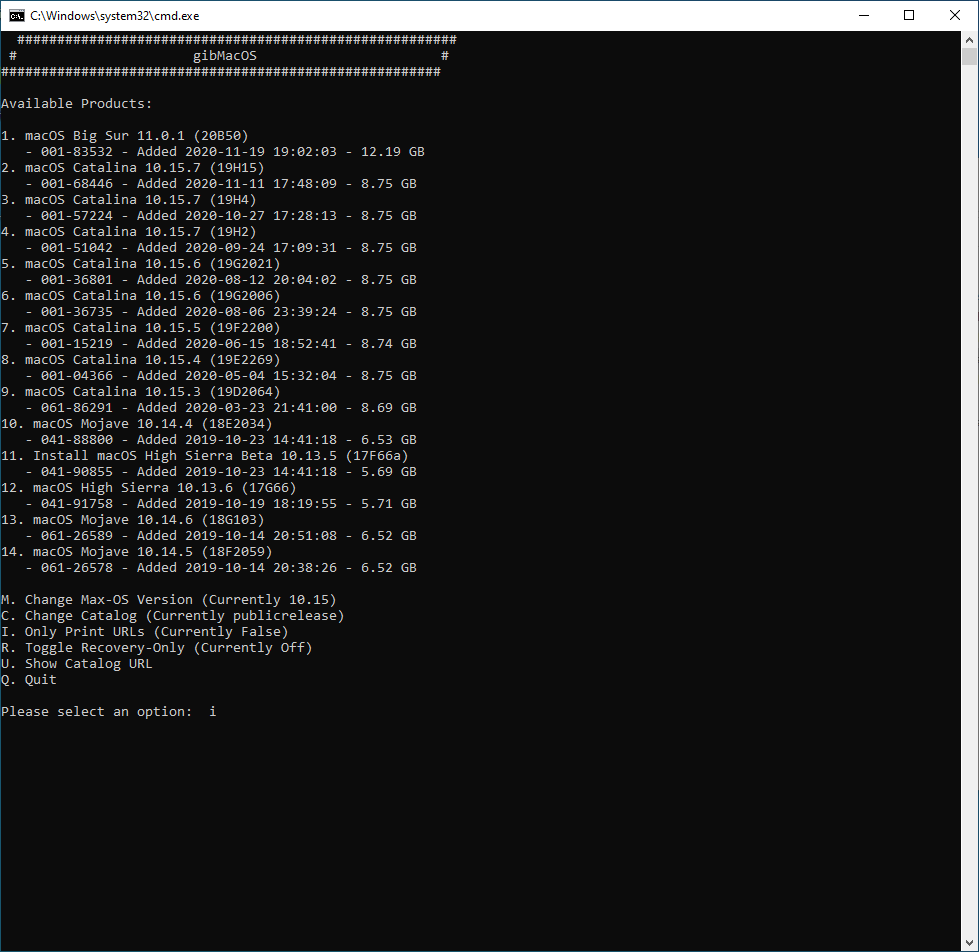 C:\Windows\system32\cmd.exe
#######################################################
# gibMacOS #
#######################################################
Available Products:
1. macOS Big Sur 11.0.1 (20B50)
- 001-83532 - Added 2020-11-19 19:02:03 - 12.19 GB
2. macOS Catalina 10.15.7 (19H15)
- 001-68446 - Added 2020-11-11 17:48:09 - 8.75 GB
3. macOS Catalina 10.15.7 (19H4)
- 001-57224 - Added 2020-10-27 17:28:13 - 8.75 GB
4. macOS Catalina 10.15.7 (19H2)
- 001-51042 - Added 2020-09-24 17:09:31 - 8.75 GB
5. macOS Catalina 10.15.6 (19G2021)
- 001-36801 - Added 2020-08-12 20:04:02 - 8.75 GB
6. macOS Catalina 10.15.6 (19G2006)
- 001-36735 - Added 2020-08-06 23:39:24 - 8.75 GB
7. macOS Catalina 10.15.5 (19F2200)
- 001-15219 - Added 2020-06-15 18:52:41 - 8.74 GB
8. macOS Catalina 10.15.4 (19E2269)
- 001-04366 - Added 2020-05-04 15:32:04 - 8.75 GB
9. macOS Catalina 10.15.3 (19D2064)
- 061-86291 - Added 2020-03-23 21:41:00 - 8.69 GB
10. macOS Mojave 10.14.4 (18E2034)
- 041-88800 - Added 2019-10-23 14:41:18 - 6.53 GB
11. Install macOS High Sierra Beta 10.13.5 (17F66a)
- 041-90855 - Added 2019-10-23 14:41:18 - 5.69 GB
12. macOS High Sierra 10.13.6 (17G66)
- 041-91758 - Added 2019-10-19 18:19:55 - 5.71 GB
13. macOS Mojave 10.14.6 (18G103)
- 061-26589 - Added 2019-10-14 20:51:08 - 6.52 GB
14. macOS Mojave 10.14.5 (18F2059)
- 061-26578 - Added 2019-10-14 20:38:26 - 6.52 GB
M. Change Max-OS Version (Currently 10.15)
C. Change Catalog (Currently publicrelease)
I. Only Print URLs (Currently False)
R. Toggle Recovery-Only (Currently Off)
U. Show Catalog URL
Q. Quit
Please select an option:  i